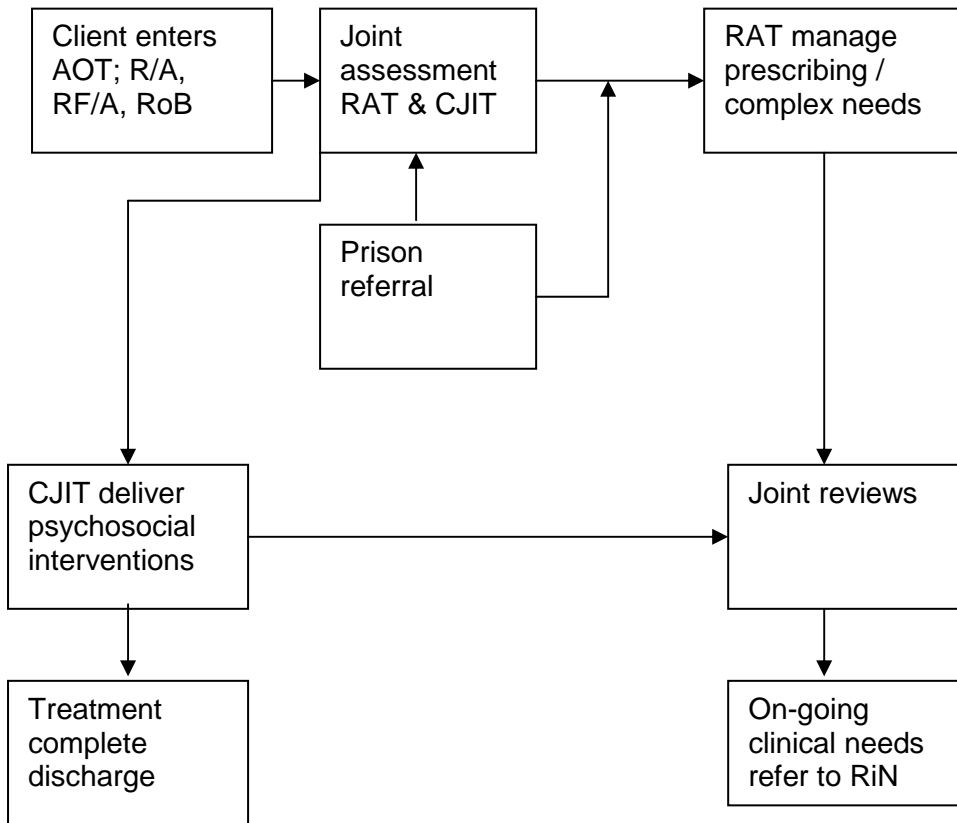 Client enters
AOT; R/A,
RF/A, RoB
Joint
assessment
RAT & CJIT
RAT manage
prescribing /
complex needs
Prison
referral
CJIT deliver
psychosocial
interventions
Joint reviews
Treatment
complete
discharge
On-going
clinical needs
refer to RiN